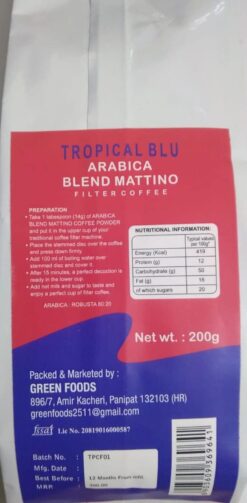 TROPICAL BLU
ARABICA
BLEND MATTINO
FILTER COFFEE
PREPARATION
• Take 1 tablespoon (14g) of ARABICA
BLEND MATTINO COFFEE POWDER
and put it in the upper cup of your
traditional coffee filter machine.
• Place the stemmed disc over the coffee
and press down firmly.
• Add 100 ml of boiling water over
stemmed disc and cover it.
• After 15 minutes, a perfect decoction is
ready in the lower cup.
• Add hot milk and sugar to taste and
enjoy a perfect cup of filter coffee.
ARABICA : ROBUSTA 80:20
NUTRITIONAL INFORMATION:
Typical values
per 100g*
Energy (Kcal) 419
Protein (g) 12
Carbohydrate (g) 50
Fat (g) 18
of which sugars 20
Net wt. : 200g
Packed & Marketed by :
GREEN FOODS
896/7, Amir Kacheri, Panipat 132103 (HR)
greenfoods2511@gmail.com
fssai Lic No. 20819016000587
Batch No. : TPCF01
Mfg. Date :
Best Before : 12 Months From mfg
MRP